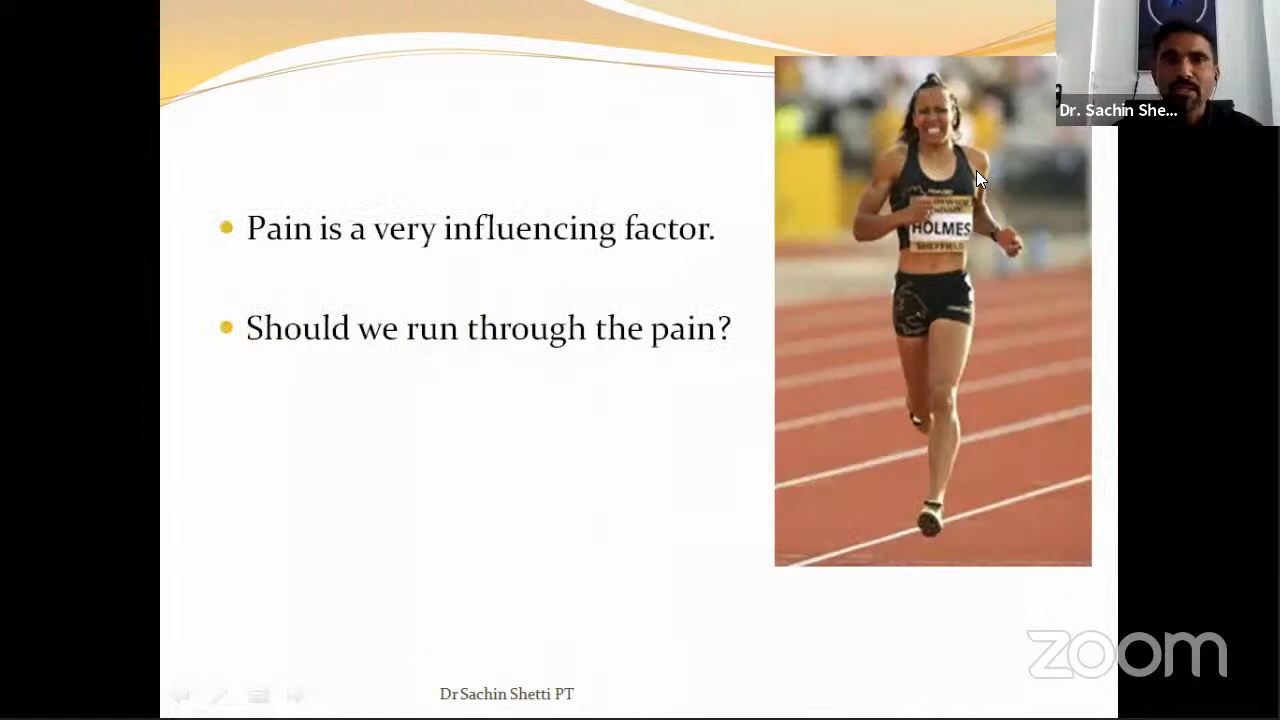 Dr. Sachin She...
Pain is a very influencing factor.
Should we run through the pain?
HOLMES
SHEFFIELD
Dr Sachin Shetti PT
zoom